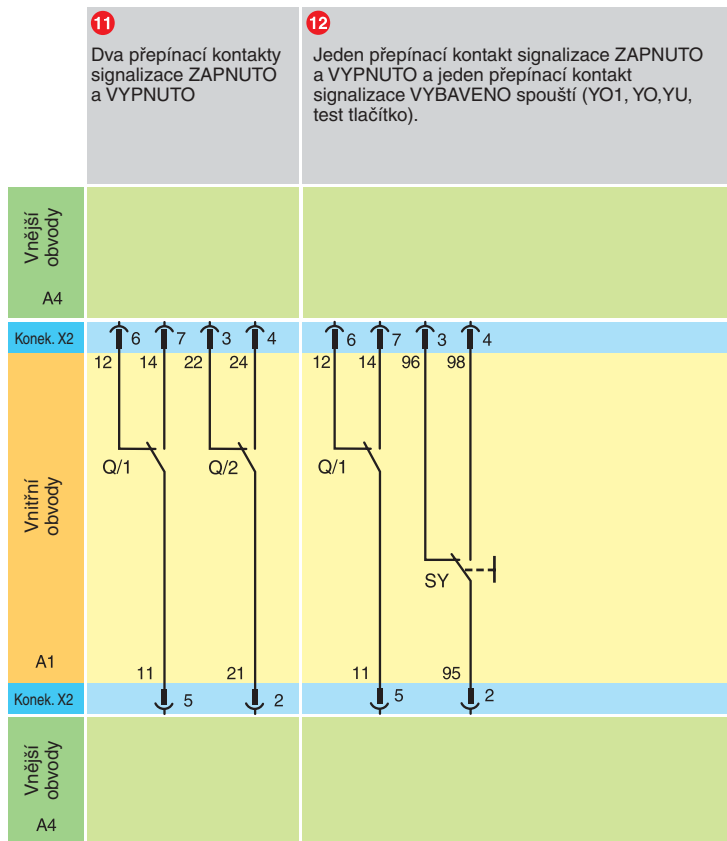 11
Dva přepínací kontakty
signalizace ZAPNUTO
a VYPNUTO
12
Jeden přepínací kontakt signalizace ZAPNUTO
a VYPNUTO a jeden přepínací kontakt
signalizace VYBAVENO spouští (YO1, YO,YU,
test tlačítko).
Vnější
obvody
A4
Konek. X2
6 7 3 4
6 7 3 4
12 14 22 24
12 14 96 98
Vnitřní
obvody
Q/1 Q/2
Q/1
SY
A1
11 21
11 95
Konek. X2
5 2
5 2
Vnější
obvody
A4